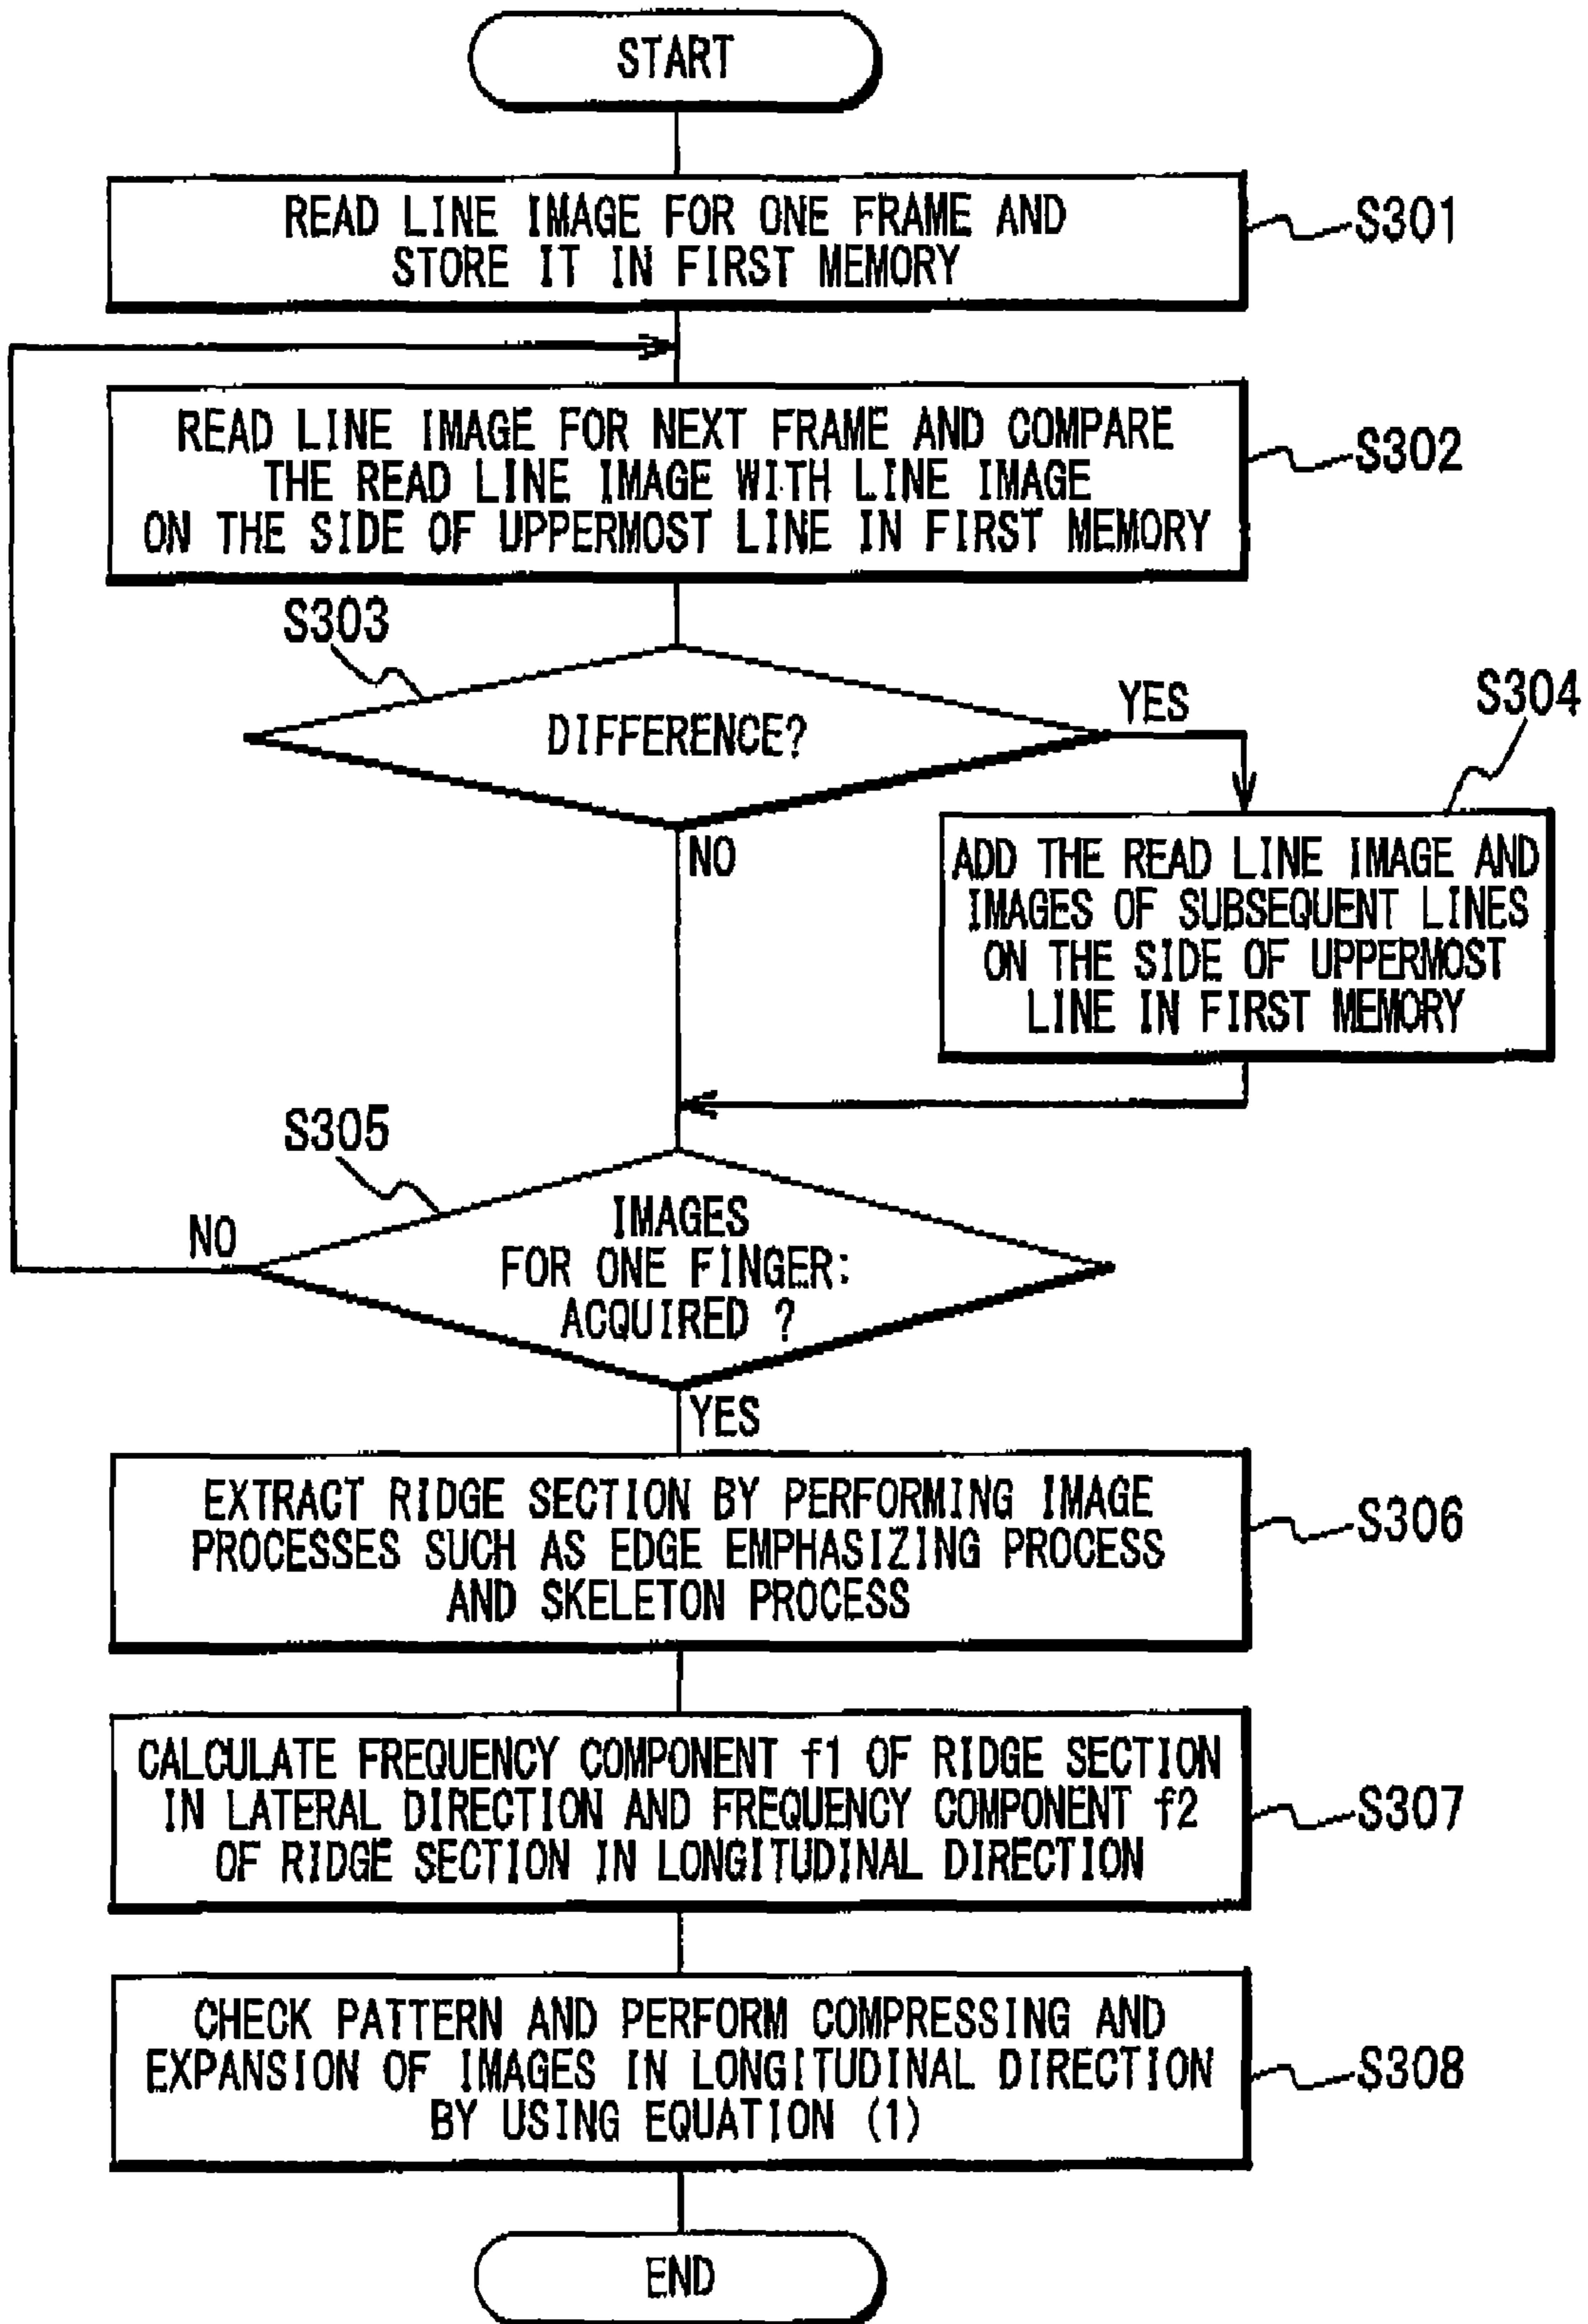 START
READ LINE IMAGE FOR ONE FRAME AND
STORE IT IN FIRST MEMORY
S301
READ LINE IMAGE FOR NEXT FRAME AND COMPARE
THE READ LINE IMAGE WITH LINE IMAGE
ON THE SIDE OF UPPERMOST LINE IN FIRST MEMORY
S302
S303
DIFFERENCE?
YES
NO
S304
ADD THE READ LINE IMAGE AND
IMAGES OF SUBSEQUENT LINES
ON THE SIDE OF UPPERMOST
LINE IN FIRST MEMORY
S305
IMAGES
FOR ONE FINGER:
ACQUIRED ?
NO
YES
EXTRACT RIDGE SECTION BY PERFORMING IMAGE
PROCESSES SUCH AS EDGE EMPHASIZING PROCESS
AND SKELETON PROCESS
S306
CALCULATE FREQUENCY COMPONENT f1 OF RIDGE SECTION
IN LATERAL DIRECTION AND FREQUENCY COMPONENT f2
OF RIDGE SECTION IN LONGITUDINAL DIRECTION
S307
CHECK PATTERN AND PERFORM COMPRESSING AND
EXPANSION OF IMAGES IN LONGITUDINAL DIRECTION
BY USING EQUATION (1)
S308
END